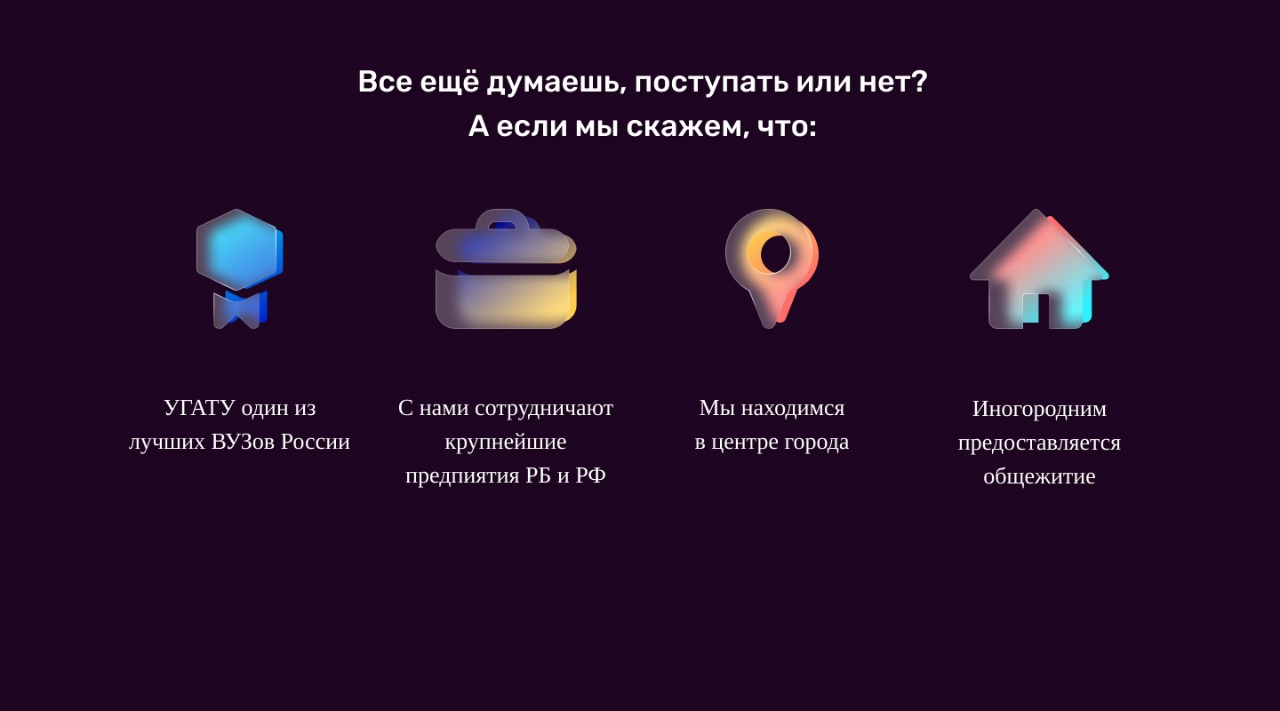 Все ещё думаешь, поступать или нет?
А если мы скажем, что:
УГАТУ один из
лучших ВУЗов России
С нами сотрудничают
крупнейшие
предпиятия РБ и РФ
Мы находимся
в центре города
Иногородним
предоставляется
общежитие